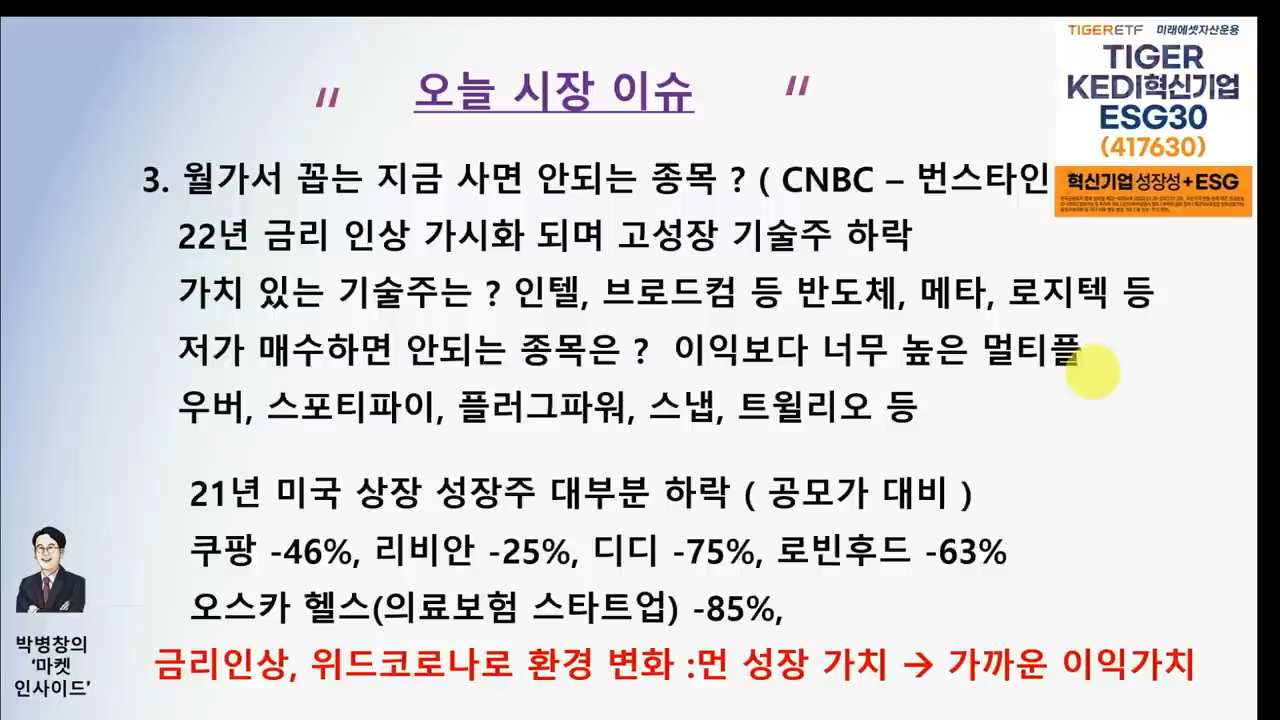 " 오늘 시장 이슈 "
TIGERETF 미래에셋자산운용
TIGER
KEDI혁신기업
ESG30
(417630)
혁신기업 성장성+ESG
3. 월가서 꼽는 지금 사면 안되는 종목 ? ( CNBC – 번스타인
22년 금리 인상 가시화 되며 고성장 기술주 하락
가치 있는 기술주는 ? 인텔, 브로드컴 등 반도체, 메타, 로지텍 등
저가 매수하면 안되는 종목은 ? 이익보다 너무 높은 멀티플
우버, 스포티파이, 플러그파워, 스냅, 트윌리오 등
21년 미국 상장 성장주 대부분 하락 ( 공모가 대비 )
쿠팡 -46%, 리비안 -25%, 디디 -75%, 로빈후드 -63%
오스카 헬스(의료보험 스타트업) -85%,
금리인상, 위드코로나로 환경 변화 :먼 성장 가치 → 가까운 이익가치
박병창의
‘마켓
인사이드’